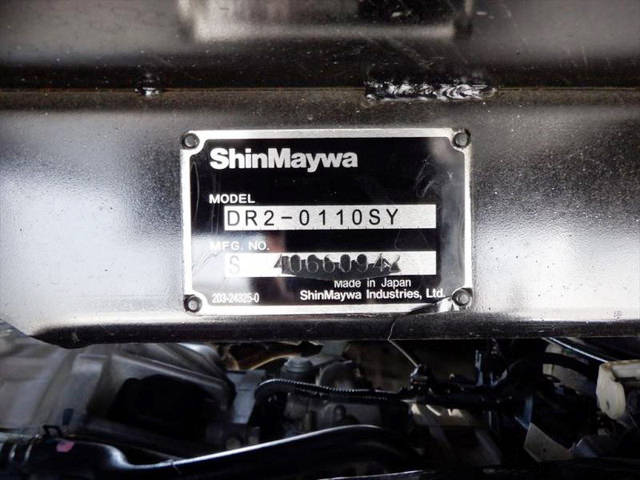 ShinMaywa
MODEL
DR2-0110SY
MFG. NO.
S
Made in Japan
203-24325-0
ShinMaywa Industries, Ltd.